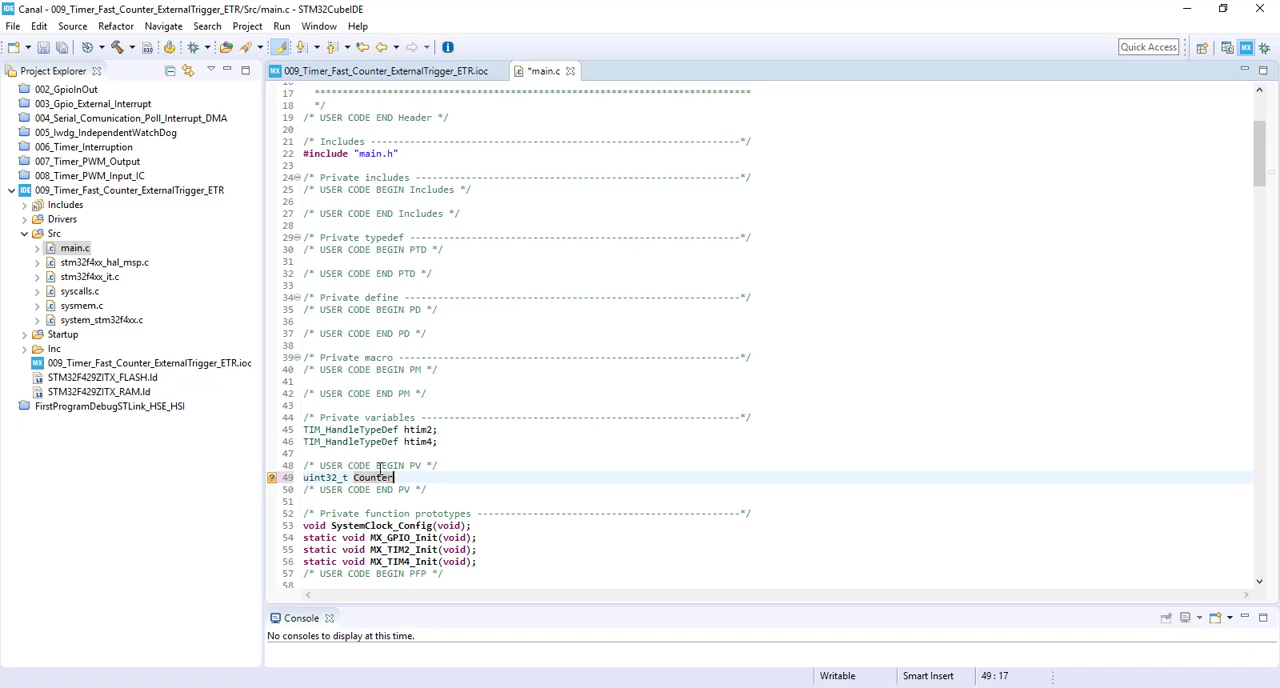 Canal - 009_Timer_Fast_Counter_ExternalTrigger_ETR/Src/main.c - STM32CubeIDE
File Edit Source Refactor Navigate Search Project Run Window Help
Quick Access
Project Explorer
009_Timer_Fast_Counter_ExternalTrigger_ETR.ioc
*main.c
002_GpioInOut
003_Gpio_External_Interrupt
004_Serial_Comunication_Poll_Interrupt_DMA
005_Iwdg_IndependentWatchDog
006_Timer_Interruption
007_Timer_PWM_Output
008_Timer_PWM_Input_IC
009_Timer_Fast_Counter_ExternalTrigger_ETR
Includes
Drivers
Src
main.c
stm32f4xx_hal_msp.c
stm32f4xx_it.c
syscalls.c
sysmem.c
system_stm32f4xx.c
Startup
Inc
009_Timer_Fast_Counter_ExternalTrigger_ETR.ioc
STM32F429ZITX_FLASH.ld
STM32F429ZITX_RAM.ld
FirstProgramDebugSTLink_HSE_HSI
17 ******************************************************************************
18 */
19 /* USER CODE END Header */
20
21 /* Includes ------------------------------------------------------------------*/
22 #include "main.h"
23
24 /* Private includes ----------------------------------------------------------*/
25 /* USER CODE BEGIN Includes */
26
27 /* USER CODE END Includes */
28
29 /* Private typedef -----------------------------------------------------------*/
30 /* USER CODE BEGIN PTD */
31
32 /* USER CODE END PTD */
33
34 /* Private define ------------------------------------------------------------*/
35 /* USER CODE BEGIN PD */
36
37 /* USER CODE END PD */
38
39 /* Private macro -------------------------------------------------------------*/
40 /* USER CODE BEGIN PM */
41
42 /* USER CODE END PM */
43
44 /* Private variables ---------------------------------------------------------*/
45 TIM_HandleTypeDef htim2;
46 TIM_HandleTypeDef htim4;
47
48 /* USER CODE BEGIN PV */
49 uint32_t Counter
50 /* USER CODE END PV */
51
52 /* Private function prototypes -----------------------------------------------*/
53 void SystemClock_Config(void);
54 static void MX_GPIO_Init(void);
55 static void MX_TIM2_Init(void);
56 static void MX_TIM4_Init(void);
57 /* USER CODE BEGIN PFP */
58
Console
No consoles to display at this time.
Writable Smart Insert 49 : 17